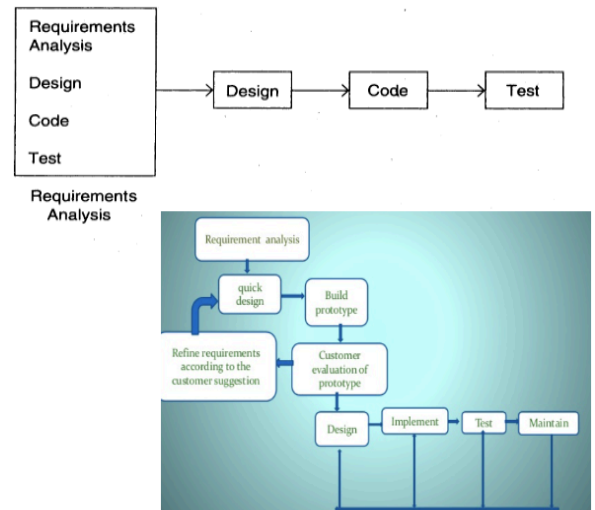 Requirements
Analysis
Design
Code
Test
Design
Code
Test
Requirements
Analysis
Requirement analysis
quick
design
Build
prototype
Refine requirements
according to the
customer suggestion
Customer
evaluation of
prototype
Design
Implement
Test
Maintain